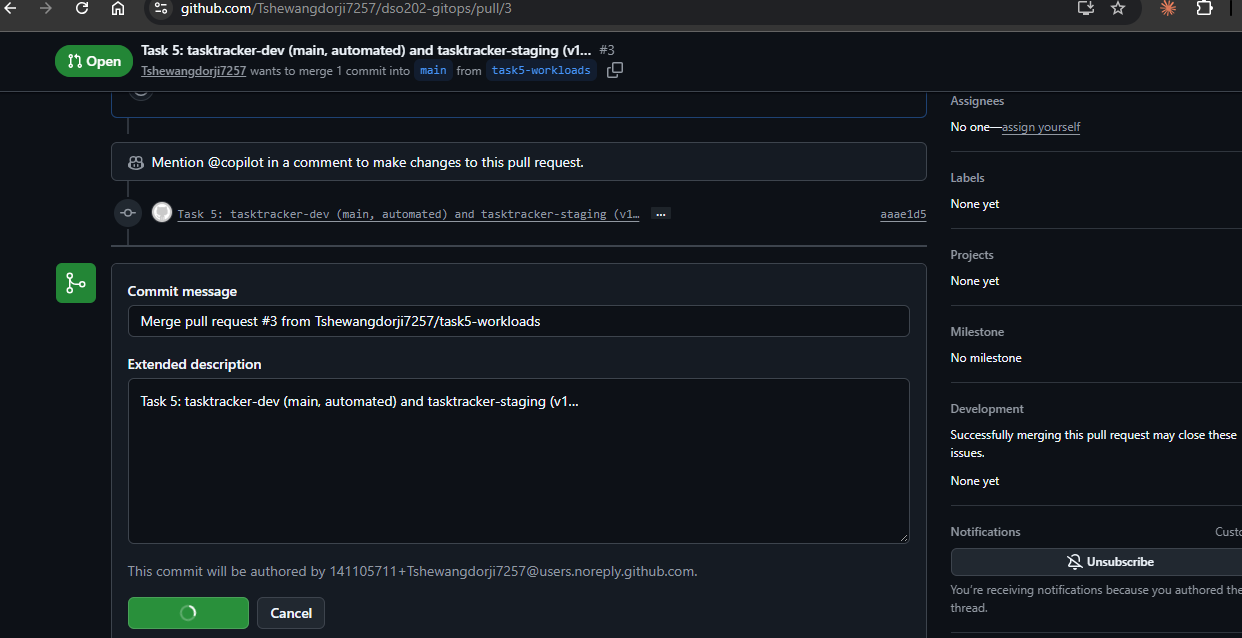 github.com/Tshewangdorji7257/dso202-gitops/pull/3
Open
Task 5: tasktracker-dev (main, automated) and tasktracker-staging (v1... #3
Tshewangdorji7257 wants to merge 1 commit into main from task5-workloads
Mention @copilot in a comment to make changes to this pull request.
Task 5: tasktracker-dev (main, automated) and tasktracker-staging (v1… ...
aaae1d5
Commit message
Merge pull request #3 from Tshewangdorji7257/task5-workloads
Extended description
Task 5: tasktracker-dev (main, automated) and tasktracker-staging (v1...
This commit will be authored by 141105711+Tshewangdorji7257@users.noreply.github.com.
Cancel
Assignees
No one—assign yourself
Labels
None yet
Projects
None yet
Milestone
No milestone
Development
Successfully merging this pull request may close these
issues.
None yet
Notifications
Unsubscribe
You're receiving notifications because you authored the
thread.